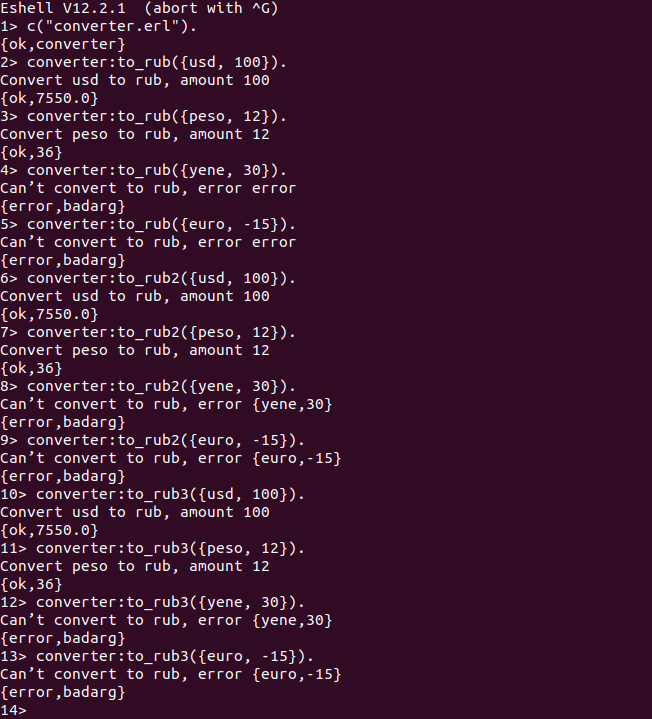 Eshell V12.2.1  (abort with ^G)
1> c("converter.erl").
{ok,converter}
2> converter:to_rub({usd, 100}).
Convert usd to rub, amount 100
{ok,7550.0}
3> converter:to_rub({peso, 12}).
Convert peso to rub, amount 12
{ok,36}
4> converter:to_rub({yene, 30}).
Can’t convert to rub, error error
{error,badarg}
5> converter:to_rub({euro, -15}).
Can’t convert to rub, error error
{error,badarg}
6> converter:to_rub2({usd, 100}).
Convert usd to rub, amount 100
{ok,7550.0}
7> converter:to_rub2({peso, 12}).
Convert peso to rub, amount 12
{ok,36}
8> converter:to_rub2({yene, 30}).
Can’t convert to rub, error {yene,30}
{error,badarg}
9> converter:to_rub2({euro, -15}).
Can’t convert to rub, error {euro,-15}
{error,badarg}
10> converter:to_rub3({usd, 100}).
Convert usd to rub, amount 100
{ok,7550.0}
11> converter:to_rub3({peso, 12}).
Convert peso to rub, amount 12
{ok,36}
12> converter:to_rub3({yene, 30}).
Can’t convert to rub, error {yene,30}
{error,badarg}
13> converter:to_rub3({euro, -15}).
Can’t convert to rub, error {euro,-15}
{error,badarg}
14>